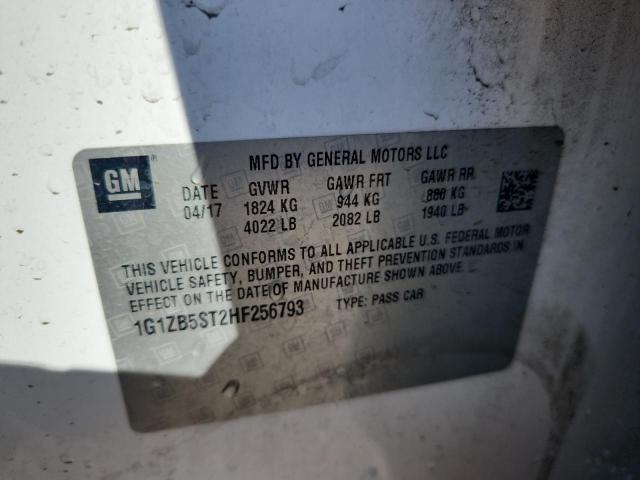 GM
MFD BY GENERAL MOTORS LLC
DATE GVWR GAWR FRT GAWR RR
04/17 1824 KG 944 KG 880 KG
4022 LB 2082 LB 1940 LB
THIS VEHICLE CONFORMS TO ALL APPLICABLE U.S. FEDERAL MOTOR
VEHICLE SAFETY, BUMPER, AND THEFT PREVENTION STANDARDS IN
EFFECT ON THE DATE OF MANUFACTURE SHOWN ABOVE.
1G1ZB5ST2HF256793 TYPE: PASS CAR